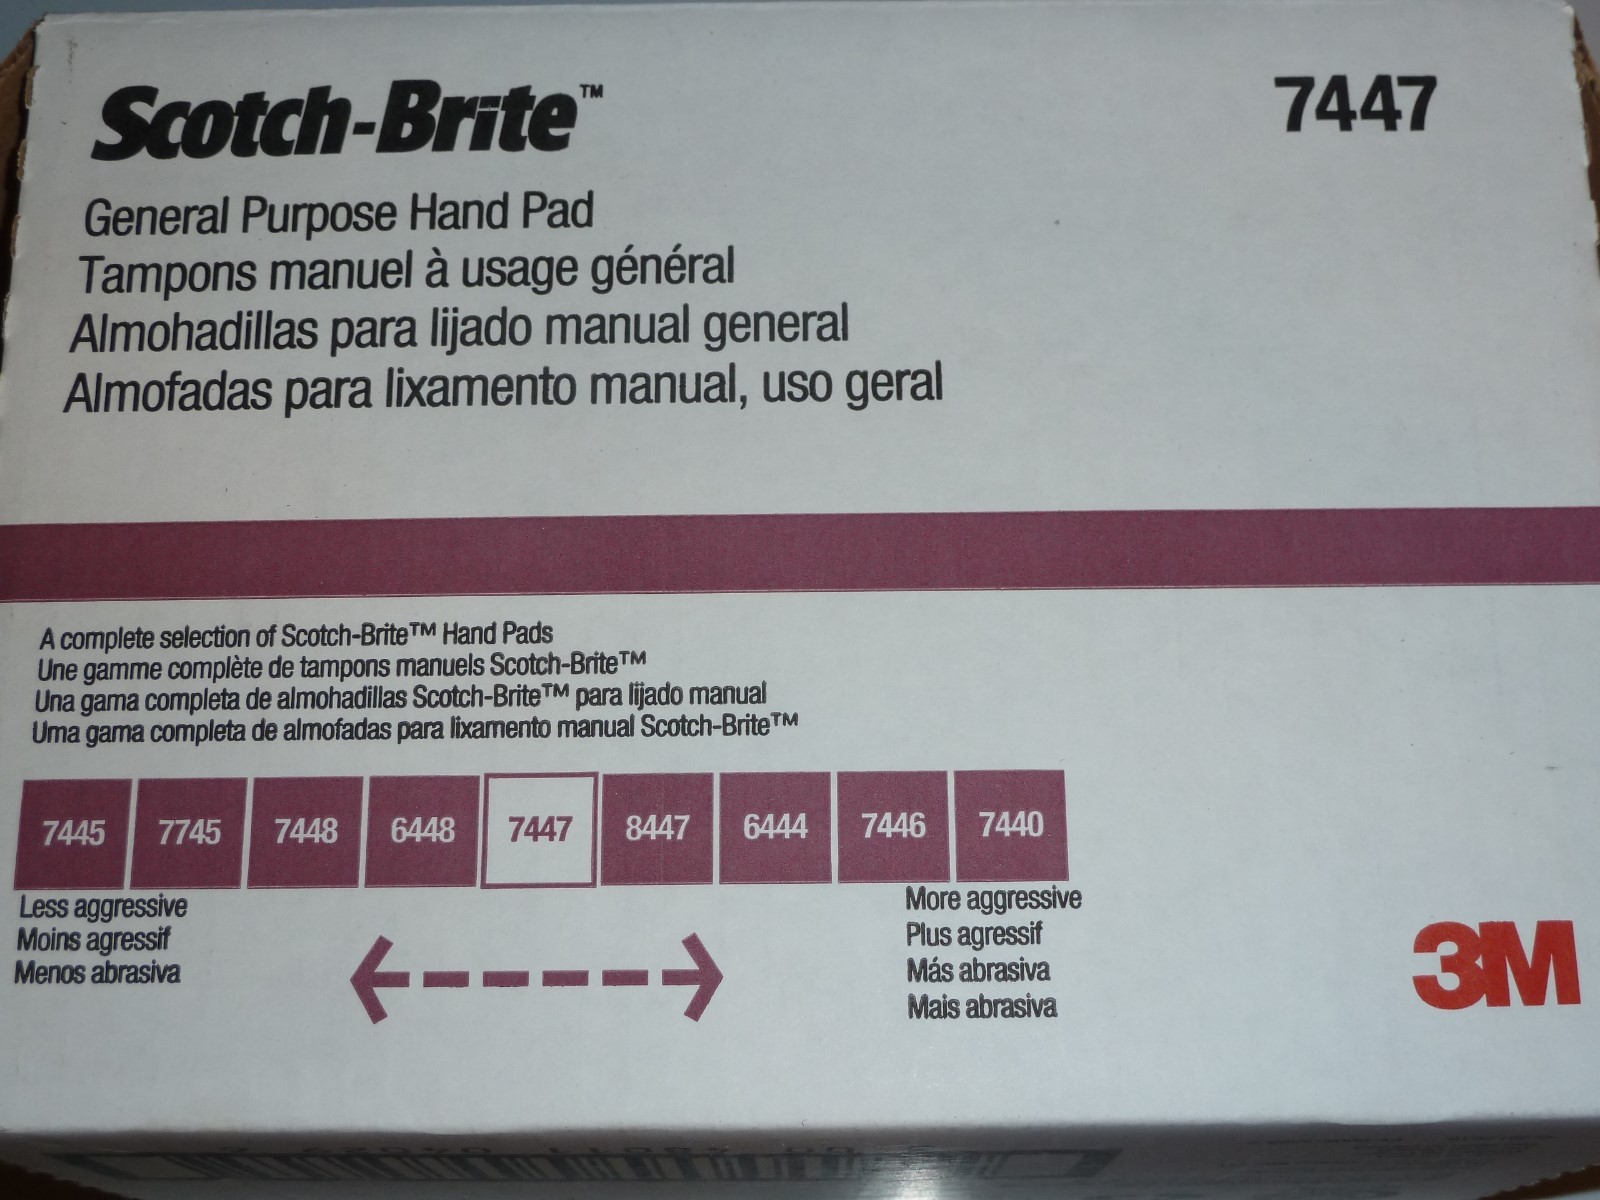 Scotch-Brite™
7447
General Purpose Hand Pad
Tampons manuel à usage général
Almohadillas para lijado manual general
Almofadas para lixamento manual, uso geral
A complete selection of Scotch-Brite™ Hand Pads
Une gamme complète de tampons manuels Scotch-Brite™
Una gama completa de almohadillas Scotch-Brite™ para lijado manual
Uma gama completa de almofadas para lixamento manual Scotch-Brite™
7445 7745 7448 6448 7447 8447 6444 7446 7440
Less aggressive
Moins agressif
Menos abrasiva
More aggressive
Plus agressif
Más abrasiva
Mais abrasiva
3M